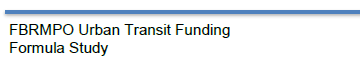 FBRMPO Urban Transit Funding
Formula Study